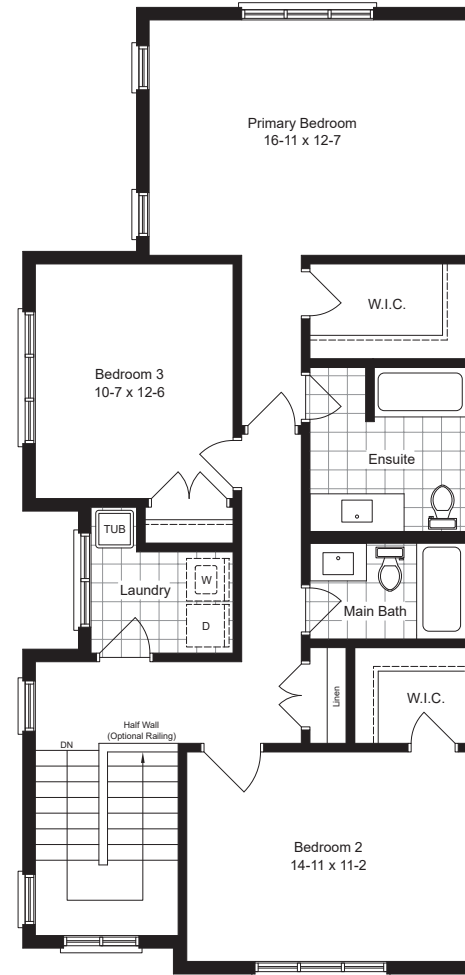 Primary Bedroom
16-11 x 12-7
W.I.C.
Bedroom 3
10-7 x 12-6
Ensuite
TUB
Laundry
W
D
Main Bath
Linen
W.I.C.
Half Wall
(Optional Railing)
DN
Bedroom 2
14-11 x 11-2